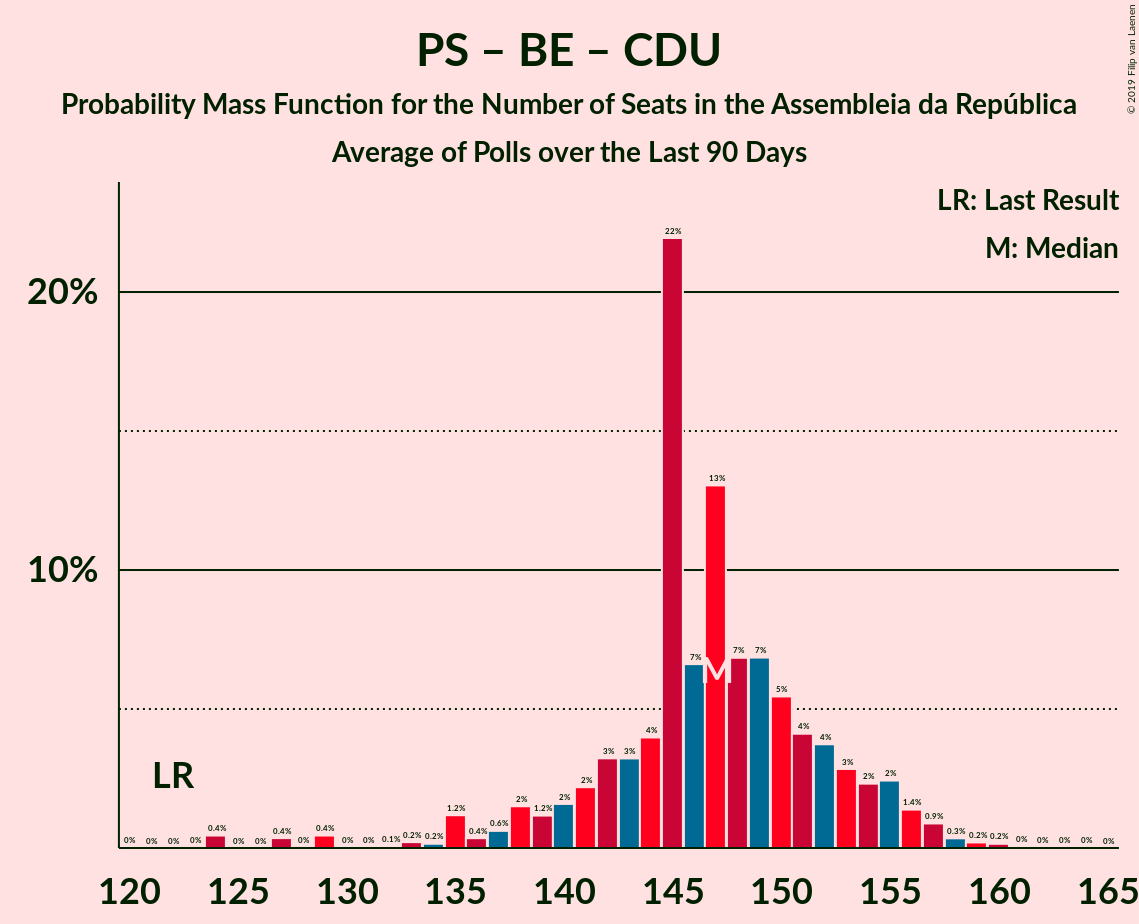 PS – BE – CDU
Probability Mass Function for the Number of Seats in the Assembleia da República
Average of Polls over the Last 90 Days
© 2019 Filip van Laenen
LR: Last Result
M: Median
20%
10%
LR
M
0% 0% 0% 0% 0.4% 0% 0% 0.4% 0% 0.4% 0% 0% 0.1% 0.2% 0.2% 1.2% 0.4% 0.6% 2% 1.2% 2% 2% 3% 3% 4% 22% 7% 13% 7% 7% 5% 4% 4% 3% 2% 2% 1.4% 0.9% 0.3% 0.2% 0.2% 0% 0% 0% 0% 0%
120 125 130 135 140 145 150 155 160 165